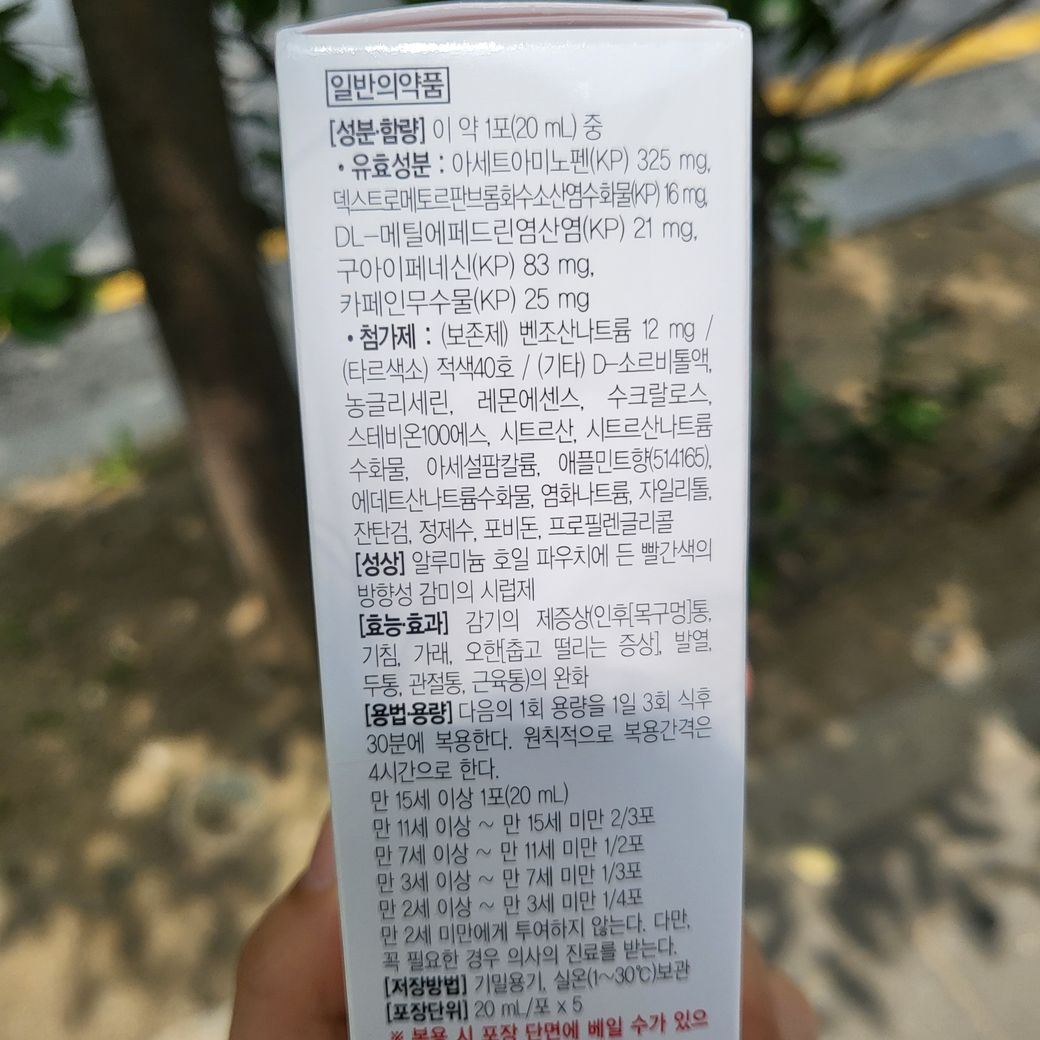 일반의약품
[성분·함량] 이 약 1포(20 mL) 중
• 유효성분 : 아세트아미노펜(KP) 325 mg,
덱스트로메토르판브롬화수소산염수화물(KP) 16 mg,
DL-메틸에페드린염산염(KP) 21 mg,
구아이페네신(KP) 83 mg,
카페인무수물(KP) 25 mg
• 첨가제 : (보존제) 벤조산나트륨 12 mg /
(타르색소) 적색40호 / (기타) D-소르비톨액,
농글리세린, 레몬에센스, 수크랄로스,
스테비온100에스, 시트르산, 시트르산나트륨
수화물, 아세설팜칼륨, 애플민트향(514165),
에데트산나트륨수화물, 염화나트륨, 자일리톨,
잔탄검, 정제수, 포비돈, 프로필렌글리콜
[성상] 알루미늄 호일 파우치에 든 빨간색의
방향성 감미의 시럽제
[효능·효과] 감기의 제증상(인후[목구멍]통,
기침, 가래, 오한[춥고 떨리는 증상], 발열,
두통, 관절통, 근육통)의 완화
[용법·용량] 다음의 1회 용량을 1일 3회 식후
30분에 복용한다. 원칙적으로 복용간격은
4시간으로 한다.
만 15세 이상 1포(20 mL)
만 11세 이상 ~ 만 15세 미만 2/3포
만 7세 이상 ~ 만 11세 미만 1/2포
만 3세 이상 ~ 만 7세 미만 1/3포
만 2세 이상 ~ 만 3세 미만 1/4포
만 2세 미만에게 투여하지 않는다. 다만,
꼭 필요한 경우 의사의 진료를 받는다.
[저장방법] 기밀용기, 실온(1~30℃)보관
[포장단위] 20 mL/포 x 5
※ 복용 시 포장 단면에 베일 수가 있으